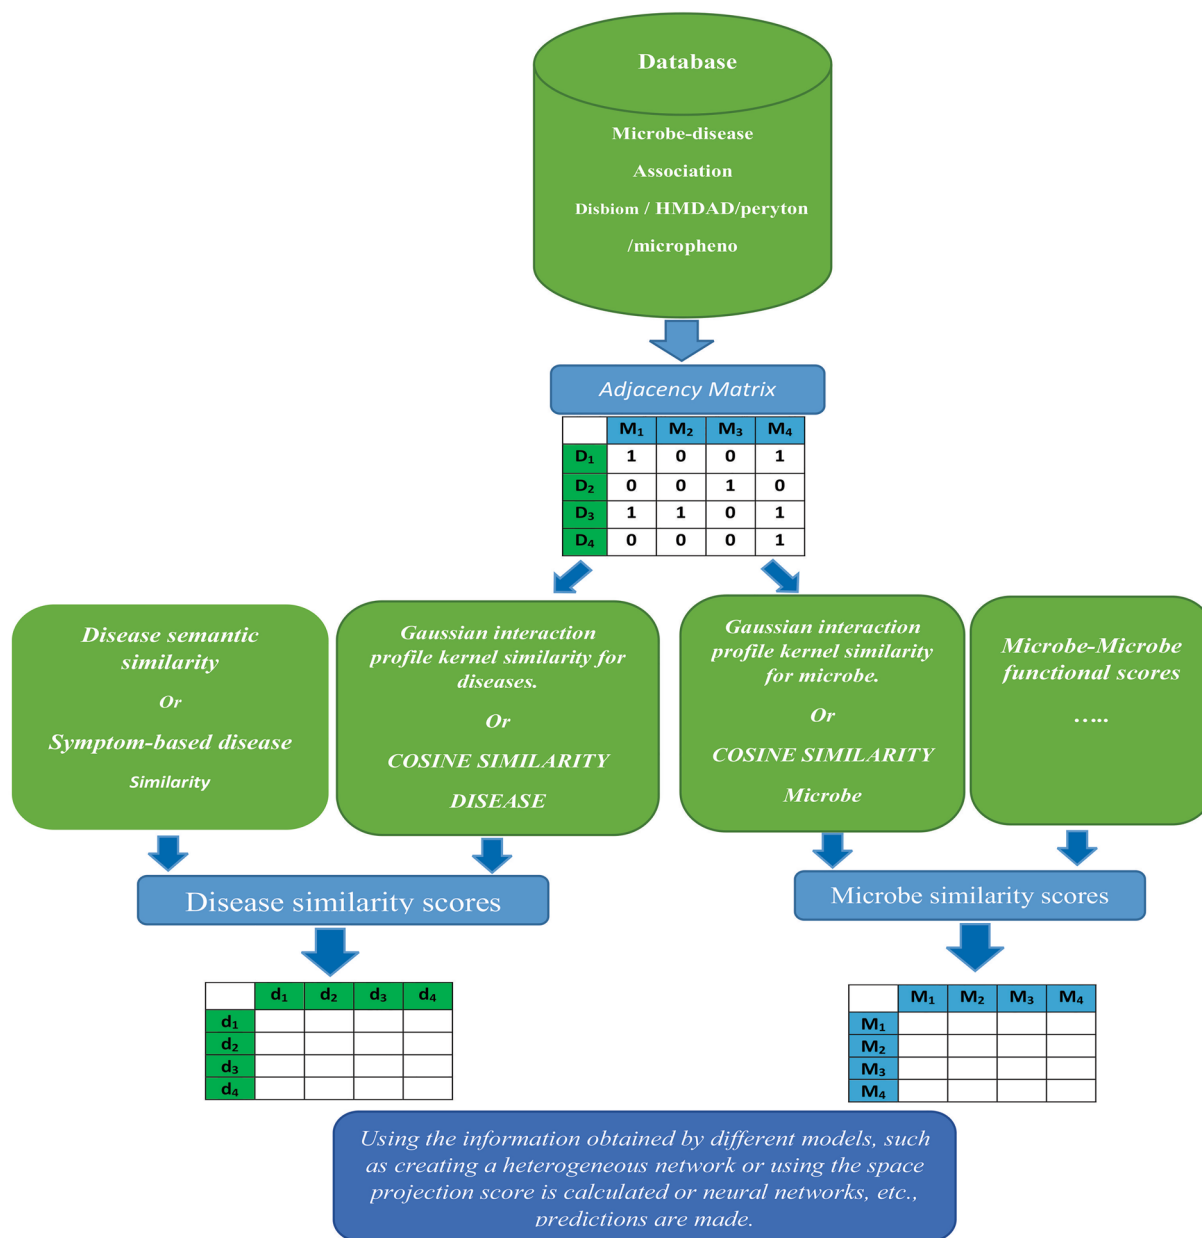 Database
Microbe-disease
Association
Disbiom / HMDAD/peryton
/micropheno
Adjacency Matrix
M₁ M₂ M₃ M₄
D₁ 1 0 0 1
D₂ 0 0 1 0
D₃ 1 1 0 1
D₄ 0 0 0 1
Disease semantic
similarity
Or
Symptom-based disease
Similarity
Gaussian interaction
profile kernel similarity for
diseases.
Or
COSINE SIMILARITY
DISEASE
Gaussian interaction
profile kernel similarity
for microbe.
Or
COSINE SIMILARITY
Microbe
Microbe-Microbe
functional scores
.....
Disease similarity scores
Microbe similarity scores
d₁ d₂ d₃ d₄
d₁
d₂
d₃
d₄
M₁ M₂ M₃ M₄
M₁
M₂
M₃
M₄
Using the information obtained by different models, such
as creating a heterogeneous network or using the space
projection score is calculated or neural networks, etc.,
predictions are made.